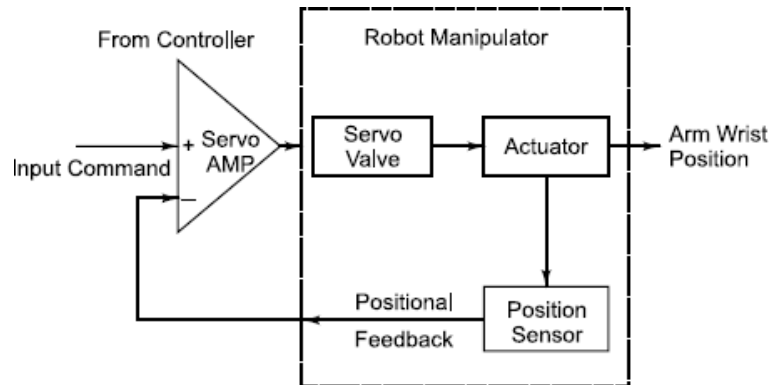 From Controller
Robot Manipulator
+ Servo
AMP
Input Command
−
Servo
Valve
Actuator
Arm Wrist
Position
Positional
Feedback
Position
Sensor